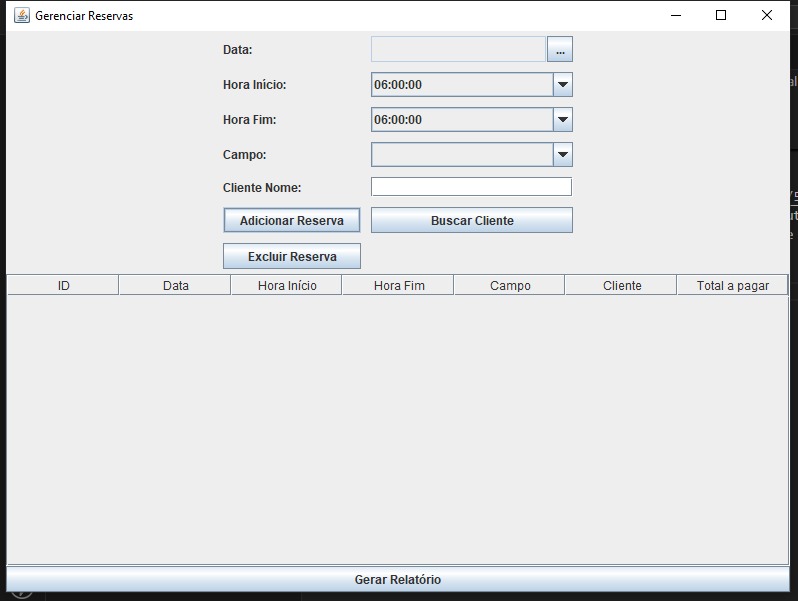 Gerenciar Reservas
Data:
...
Hora Início:
06:00:00
Hora Fim:
06:00:00
Campo:
Cliente Nome:
Adicionar Reserva
Buscar Cliente
Excluir Reserva
ID Data Hora Início Hora Fim Campo Cliente Total a pagar
Gerar Relatório